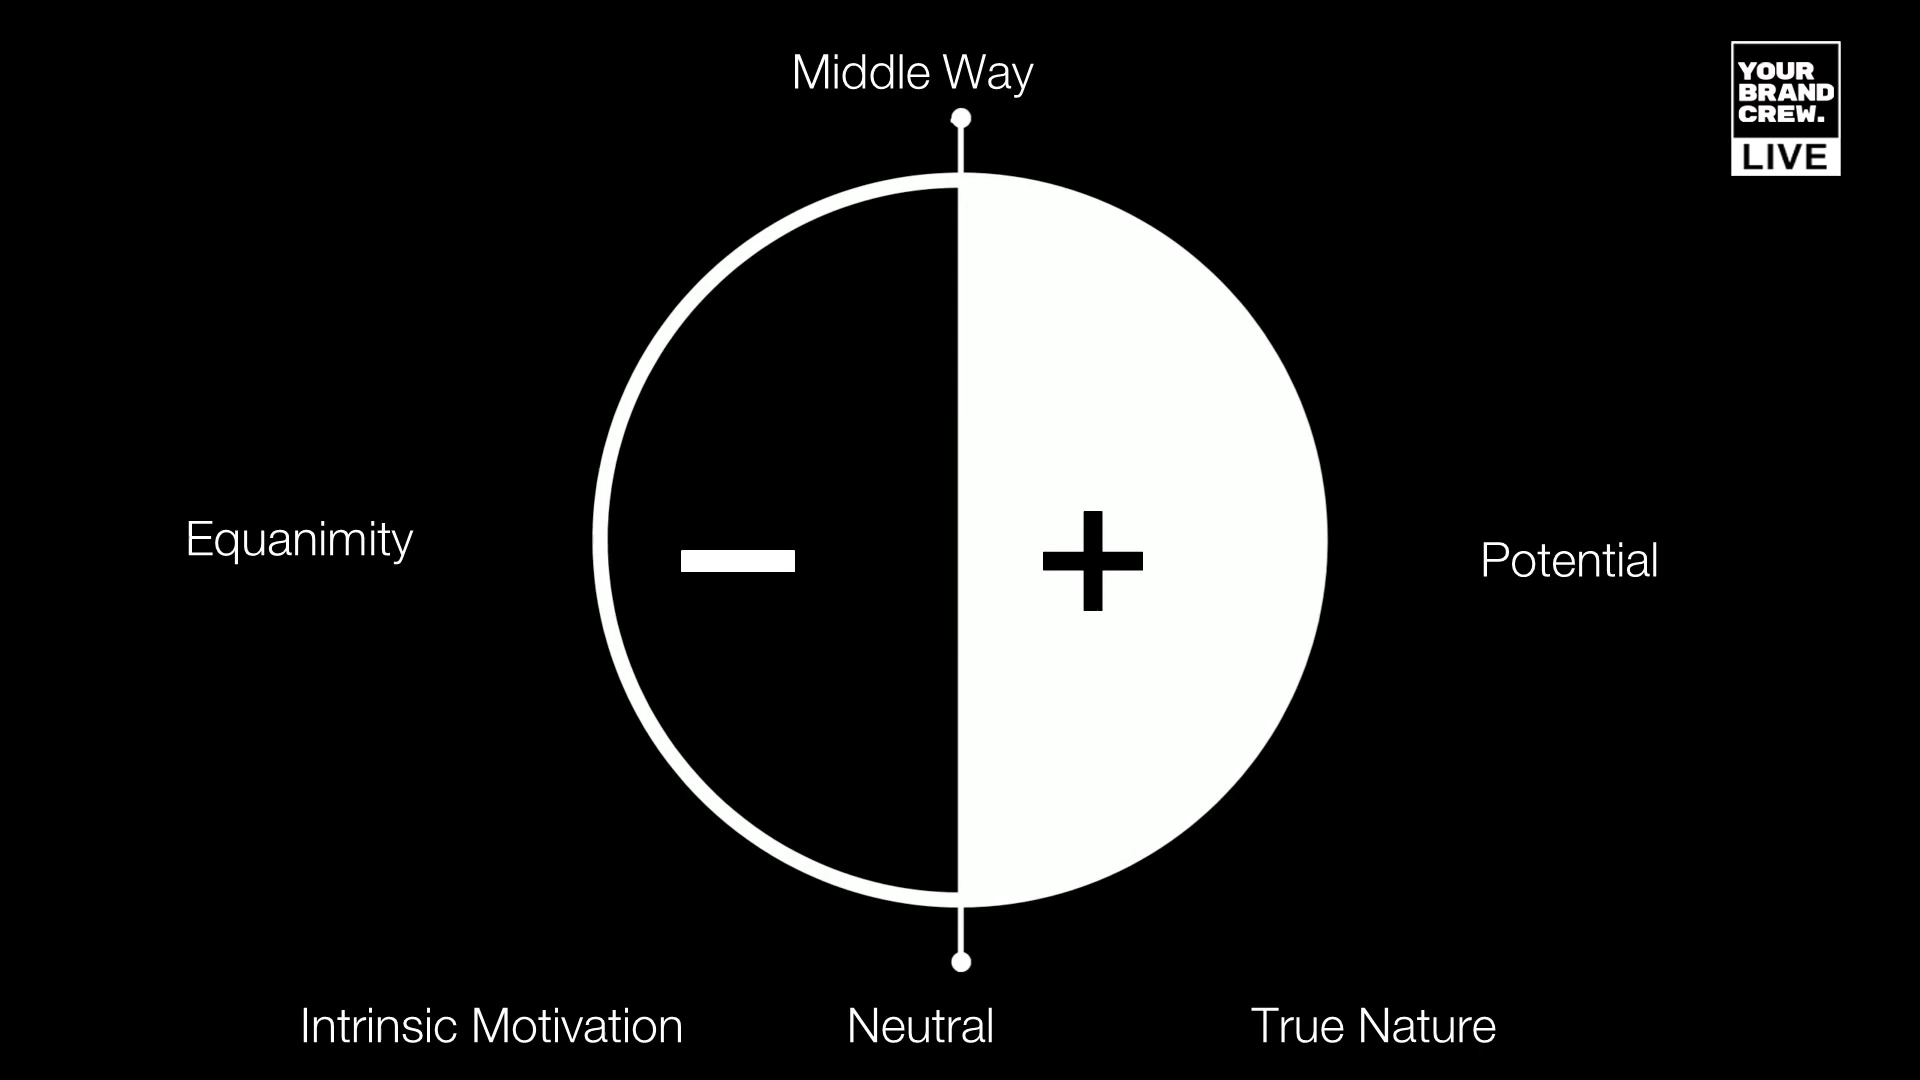 Middle Way
YOUR
BRAND
CREW.
LIVE
Equanimity
Potential
Intrinsic Motivation
Neutral
True Nature